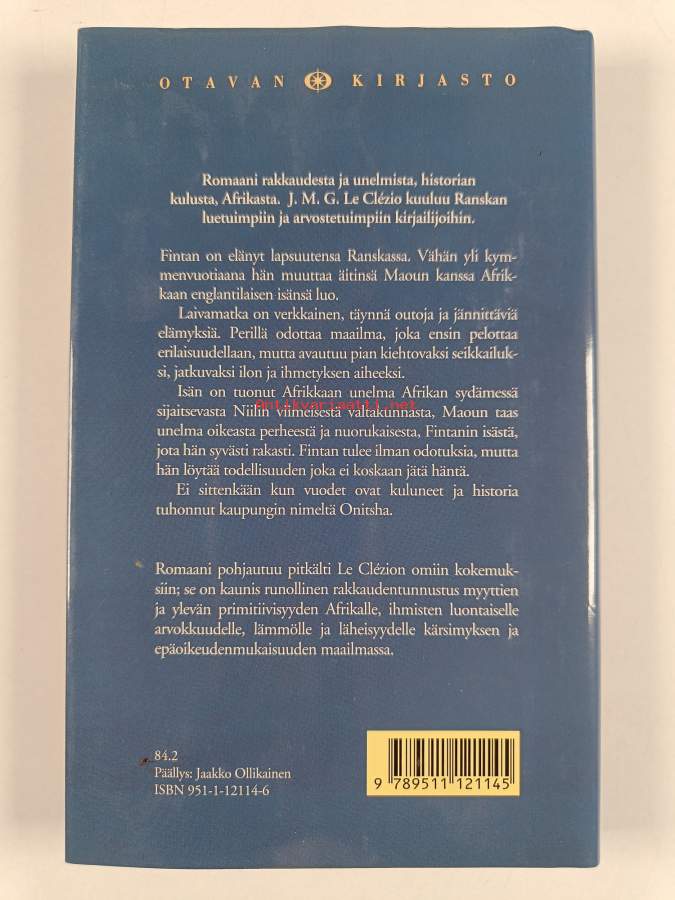 OTAVAN KIRJASTO
Romaani rakkaudesta ja unelmista, historian
kulusta, Afrikasta. J. M. G. Le Clézio kuuluu Ranskan
luetuimpiin ja arvostetuimpiin kirjailijoihin.
Fintan on elänyt lapsuutensa Ranskassa. Vähän yli kym-
menvuotiaana hän muuttaa äitinsä Maoun kanssa Afrik-
kaan englantilaisen isänsä luo.
Laivamatka on verkkainen, täynnä outoja ja jännittäviä
elämyksiä. Perillä odottaa maailma, joka ensin pelottaa
erilaisuudellaan, mutta avautuu pian kiehtovaksi seikkailuk-
si, jatkuvaksi ilon ja ihmetyksen aiheeksi.
Isän on tuonut Afrikkaan unelma Afrikan sydämessä
Antikvariaatti.net
sijaitsevasta Niilin viimeisestä valtakunnasta, Maoun taas
unelma oikeasta perheestä ja nuorukaisesta, Fintanin isästä,
jota hän syvästi rakasti. Fintan tulee ilman odotuksia, mutta
hän löytää todellisuuden joka ei koskaan jätä häntä.
Ei sittenkään kun vuodet ovat kuluneet ja historia
tuhonnut kaupungin nimeltä Onitsha.
Romaani pohjautuu pitkälti Le Clézion omiin kokemuk-
siin; se on kaunis runollinen rakkaudentunnustus myyttien
ja ylevän primitiivisyyden Afrikalle, ihmisten luontaiselle
arvokkuudelle, lämmölle ja läheisyydelle kärsimyksen ja
epäoikeudenmukaisuuden maailmassa.
84.2
Päällys: Jaakko Ollikainen
ISBN 951-1-12114-6
9 789511 121145